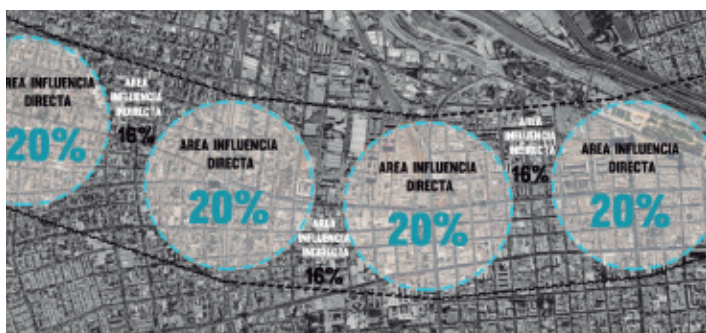 REA INFLUENCIA
DIRECTA
20%
AREA
INFLUENCIA
INDIRECTA
16%
AREA INFLUENCIA
DIRECTA
20%
AREA
INFLUENCIA
INDIRECTA
16%
AREA INFLUENCIA
DIRECTA
20%
AREA
INFLUENCIA
INDIRECTA
16%
AREA INFLUENCIA
DIRECTA
20%